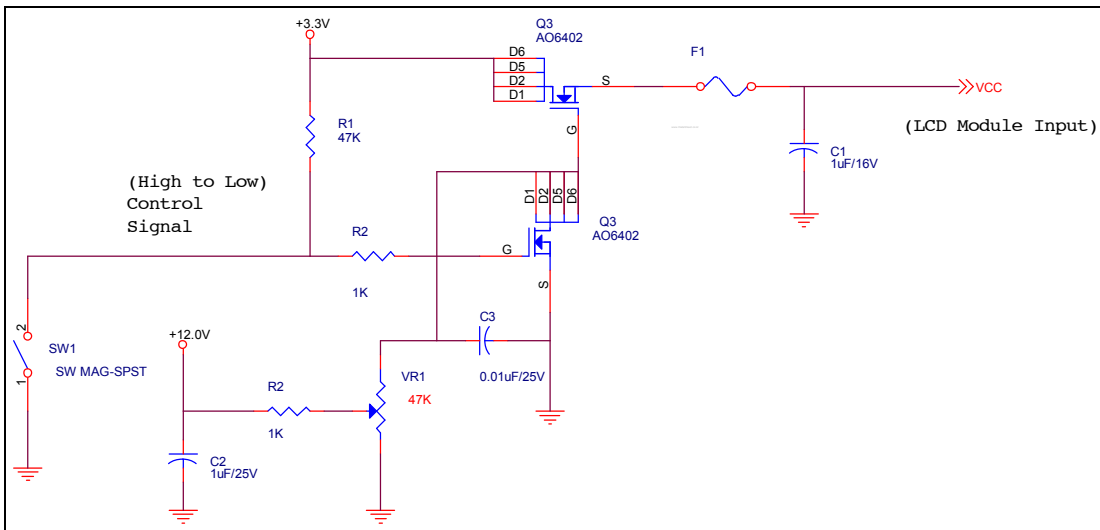 +3.3V
Q3
AO6402
D6
D5
D2
D1
S
G
F1
VCC
(LCD Module Input)
R1
47K
C1
1uF/16V
(High to Low)
Control
Signal
D1
D2
D5
D6
Q3
AO6402
R2
G
1K
S
2
SW1
SW MAG-SPST
1
+12.0V
C3
0.01uF/25V
R2
1K
VR1
47K
C2
1uF/25V